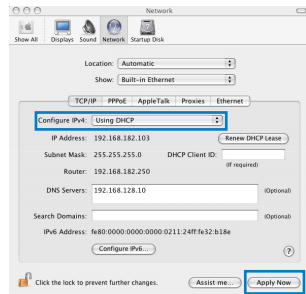 Network
Show All Displays Sound Network Startup Disk
Location: Automatic
Show: Built-in Ethernet
TCP/IP PPPoE AppleTalk Proxies Ethernet
Configure IPv4: Using DHCP
IP Address: 192.168.182.103 Renew DHCP Lease
Subnet Mask: 255.255.255.0 DHCP Client ID:
(If required)
Router: 192.168.182.250
DNS Servers: 192.168.128.10 (Optional)
Search Domains: (Optional)
IPv6 Address: fe80:0000:0000:0000:0211:24ff:fe32:b18e
Configure IPv6... ?
Click the lock to prevent further changes. Assist me... Apply Now